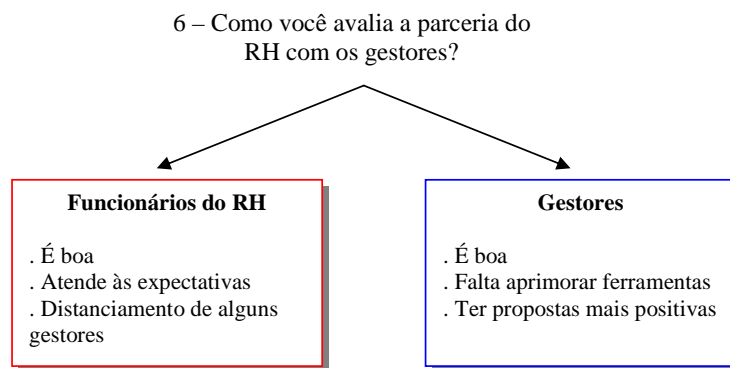 6 – Como você avalia a parceria do
RH com os gestores?
Funcionários do RH
. É boa
. Atende às expectativas
. Distanciamento de alguns
gestores
Gestores
. É boa
. Falta aprimorar ferramentas
. Ter propostas mais positivas